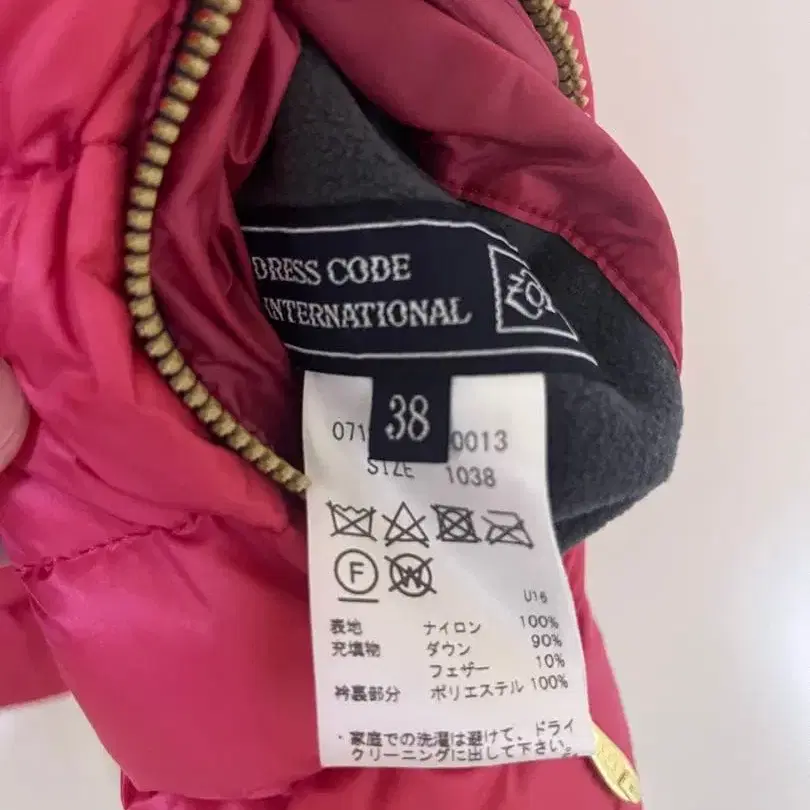 DRESS CODE
INTERNATIONAL
38
071 0013
SIZE 1038
F W
U16
表地 ナイロン 100%
充填物 ダウン 90%
フェザー 10%
衿裏部分 ポリエステル 100%
・家庭での洗濯は避けて、ドライ
クリーニングに出して下さい。